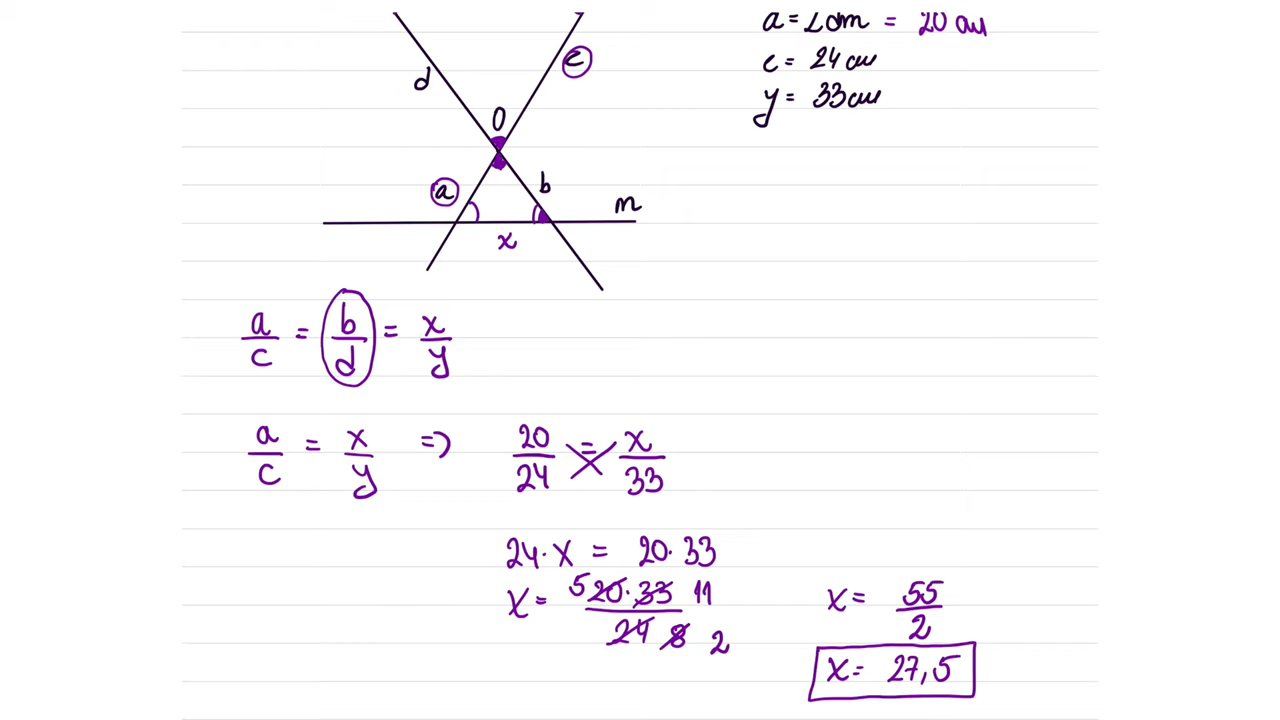 a = 2dm = 20 cm
c = 24 cm
y = 33 cm
d
c
O
a
b
m
x
a/c = b/d = x/y
a/c = x/y => 20/24 = x/33
24·x = 20·33
x = 5 20·33 11 / 24 8 2
x = 55/2
x = 27,5